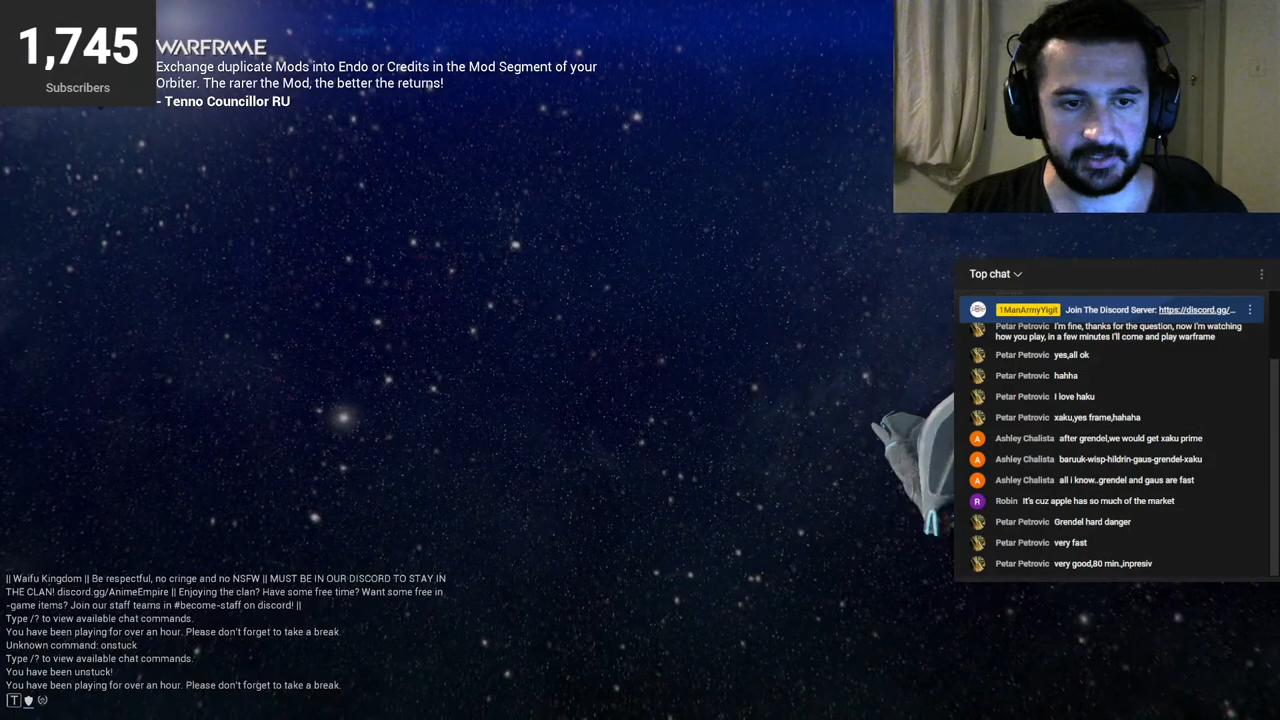 1,745
Subscribers
WARFRAME
Exchange duplicate Mods into Endo or Credits in the Mod Segment of your
Orbiter. The rarer the Mod, the better the returns!
- Tenno Councillor RU
Top chat
1ManArmyYigit Join The Discord Server: https://discord.gg/...
Petar Petrovic I'm fine, thanks for the question, now I'm watching
how you play, in a few minutes I'll come and play warframe
Petar Petrovic yes,all ok
Petar Petrovic hahha
Petar Petrovic I love haku
Petar Petrovic xaku,yes frame,hahaha
A Ashley Chalista after grendel,we would get xaku prime
A Ashley Chalista baruuk-wisp-hildrin-gaus-grendel-xaku
A Ashley Chalista all i know..grendel and gaus are fast
R Robin It's cuz apple has so much of the market
Petar Petrovic Grendel hard danger
Petar Petrovic very fast
Petar Petrovic very good,80 min.,inpresiv
|| Waifu Kingdom || Be respectful, no cringe and no NSFW || MUST BE IN OUR DISCORD TO STAY IN
THE CLAN! discord.gg/AnimeEmpire || Enjoying the clan? Have some free time? Want some free in
-game items? Join our staff teams in #become-staff on discord! ||
Type /? to view available chat commands.
You have been playing for over an hour. Please don't forget to take a break.
Unknown command: onstuck
Type /? to view available chat commands.
You have been unstuck!
You have been playing for over an hour. Please don't forget to take a break.
T